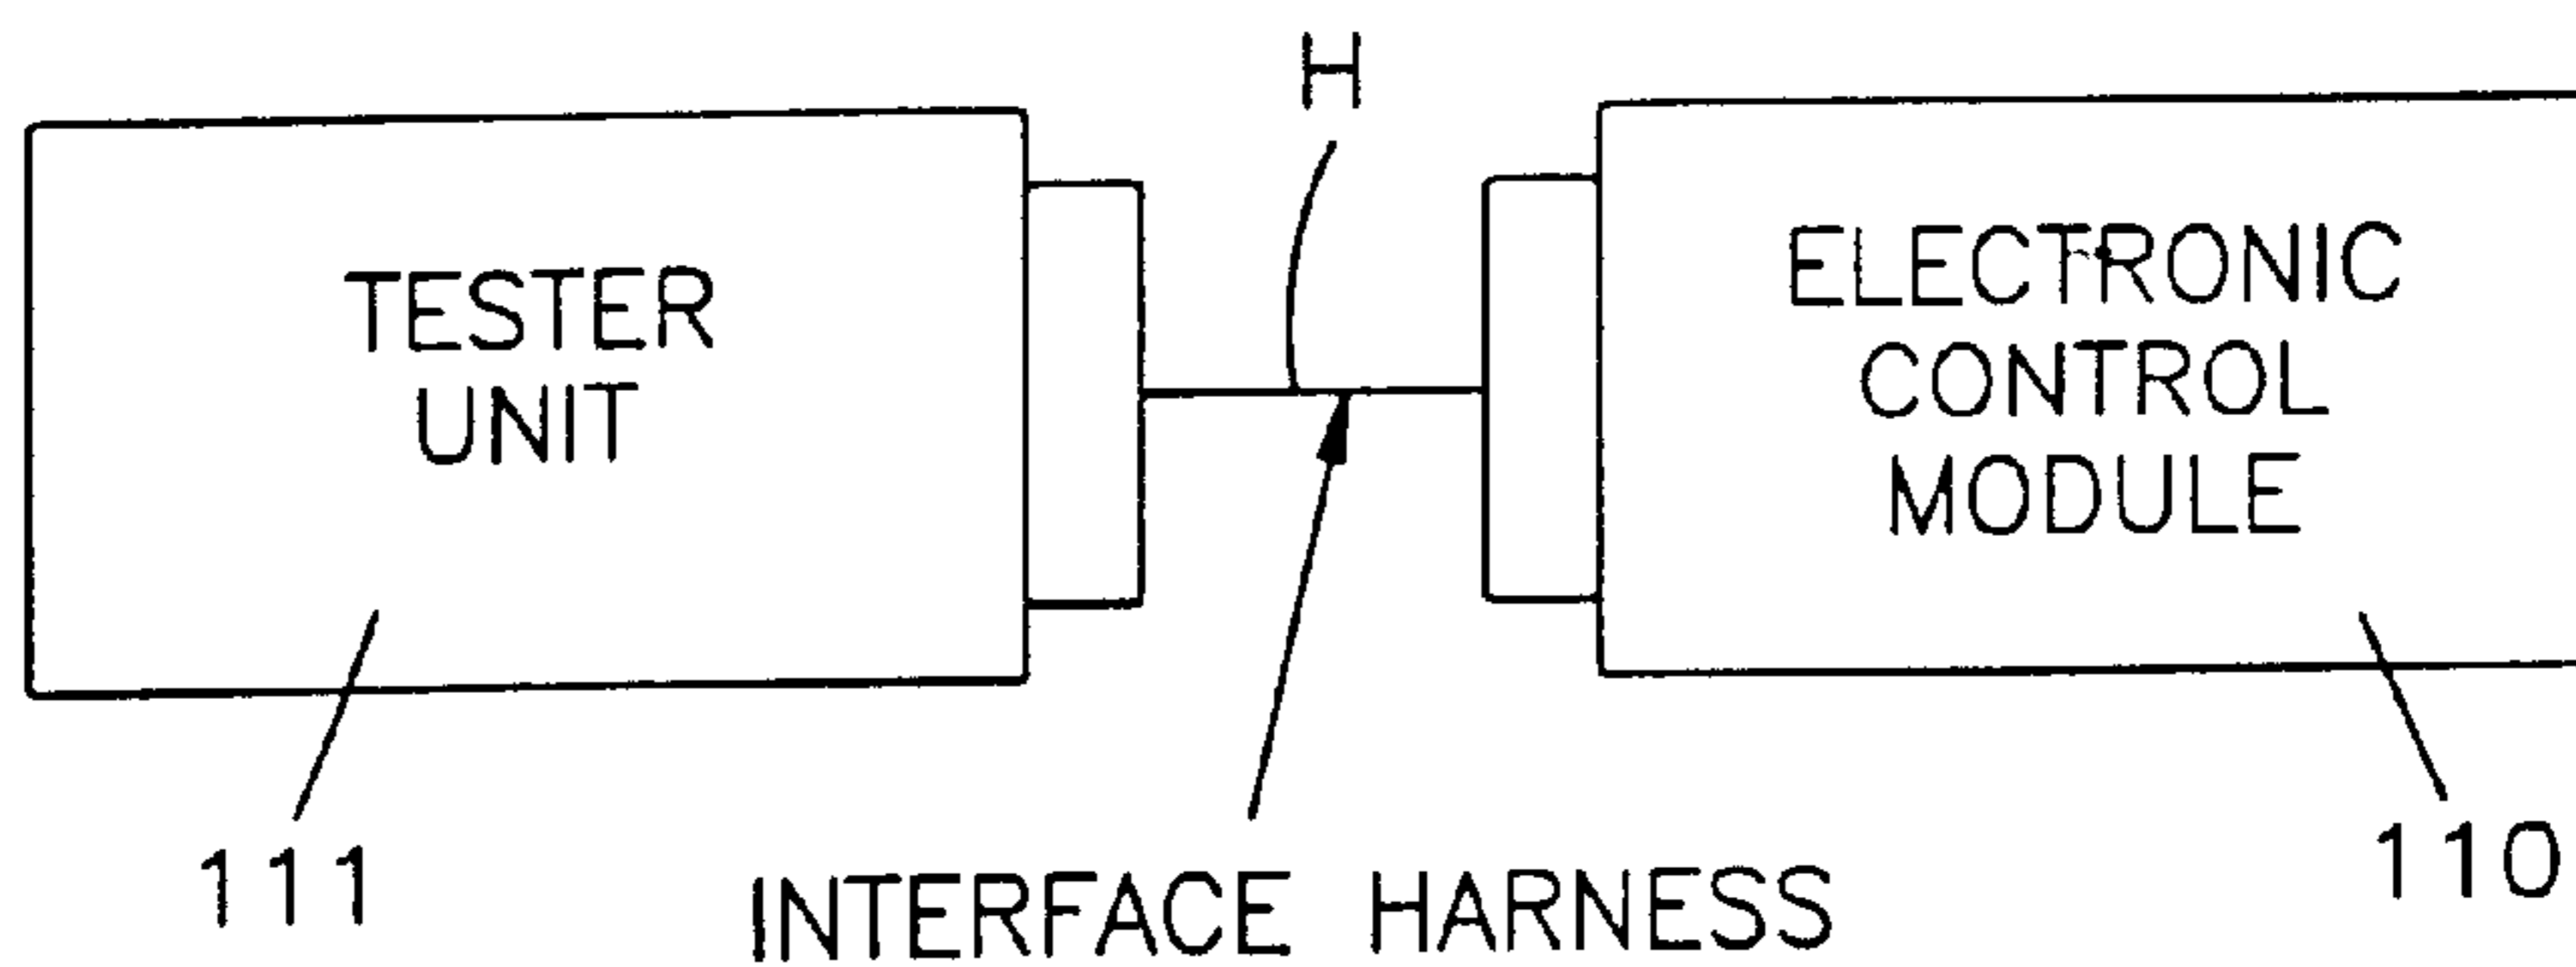 H
TESTER
UNIT
ELECTRONIC
CONTROL
MODULE
111
INTERFACE HARNESS
110